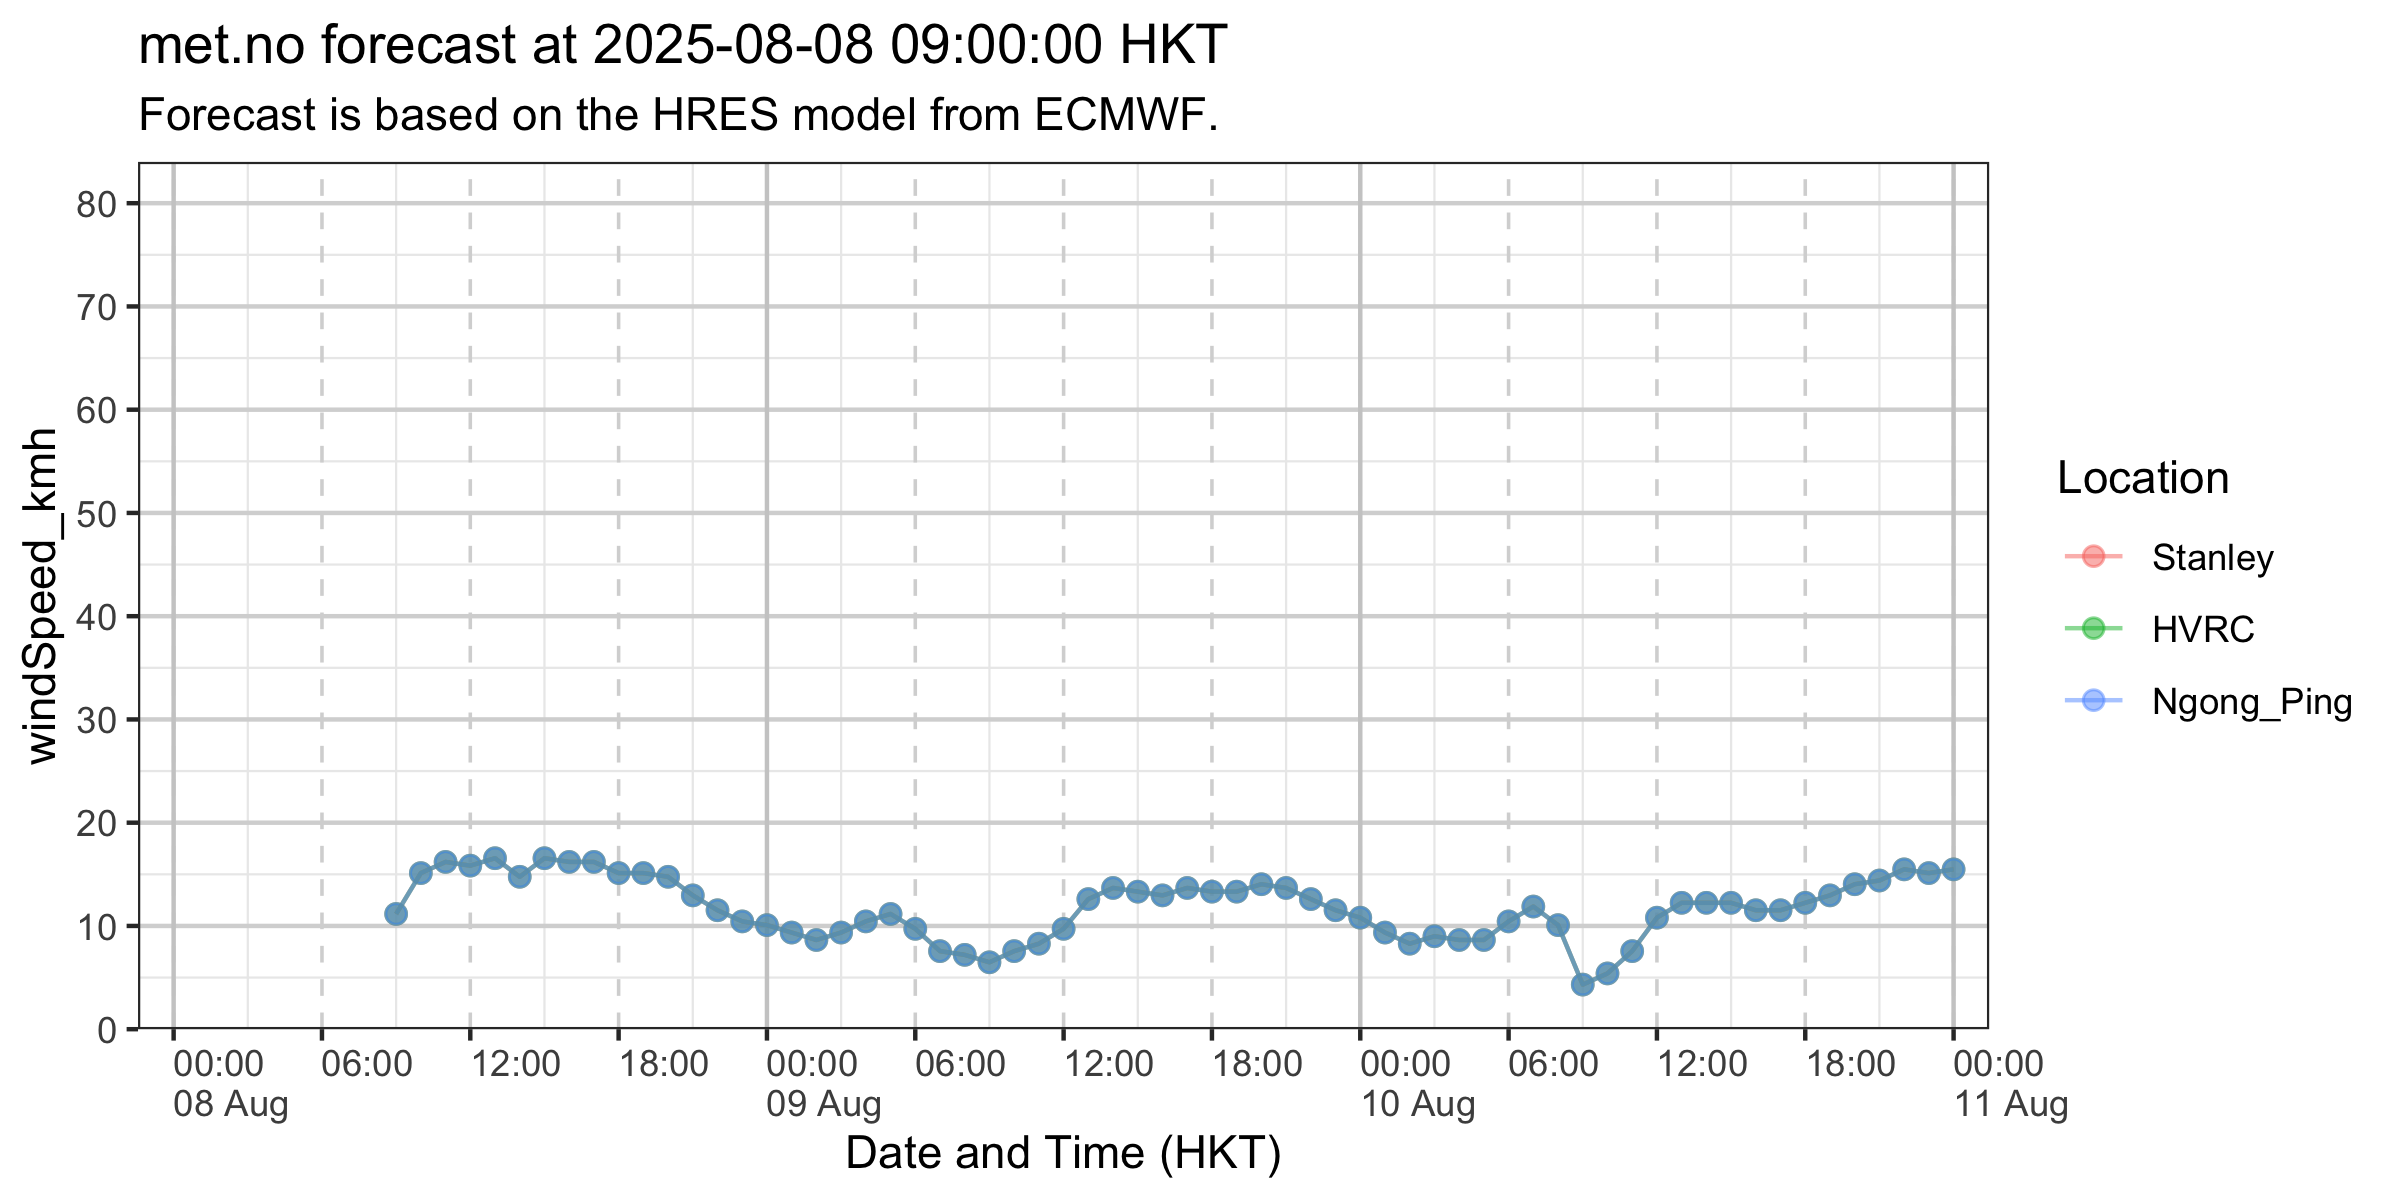 met.no forecast at 2025-08-08 09:00:00 HKT
Forecast is based on the HRES model from ECMWF.
windSpeed_kmh
80
70
60
50
40
30
20
10
0
00:00 06:00 12:00 18:00 00:00 06:00 12:00 18:00 00:00 06:00 12:00 18:00 00:00
08 Aug 09 Aug 10 Aug 11 Aug
Date and Time (HKT)
Location
Stanley
HVRC
Ngong_Ping